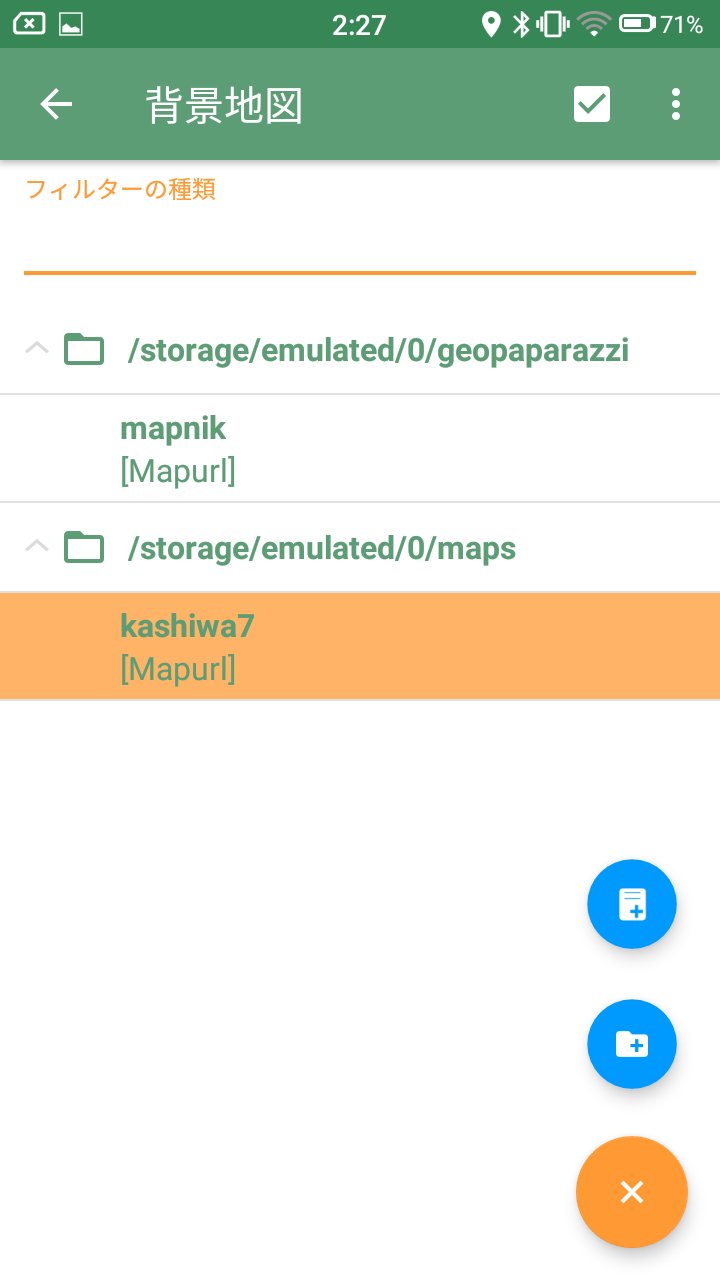 2:27
71%
背景地図
フィルターの種類
/storage/emulated/0/geopaparazzi
mapnik
[Mapurl]
/storage/emulated/0/maps
kashiwa7
[Mapurl]